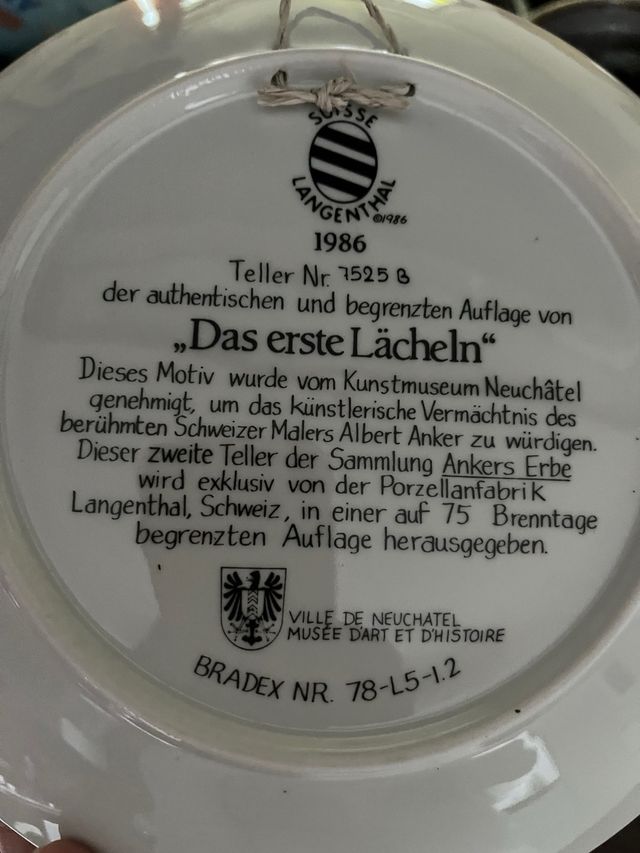 SUISSE
LANGENTHAL
©1986
1986
Teller Nr. 7525 B
der authentischen und begrenzten Auflage von
„Das erste Lächeln“
Dieses Motiv wurde vom Kunstmuseum Neuchâtel
genehmigt, um das künstlerische Vermächtnis des
berühmten Schweizer Malers Albert Anker zu würdigen.
Dieser zweite Teller der Sammlung Ankers Erbe
wird exklusiv von der Porzellanfabrik
Langenthal, Schweiz, in einer auf 75 Brenntage
begrenzten Auflage herausgegeben.
VILLE DE NEUCHATEL
MUSÉE D'ART ET D'HISTOIRE
BRADEX NR. 78-L5-1.2